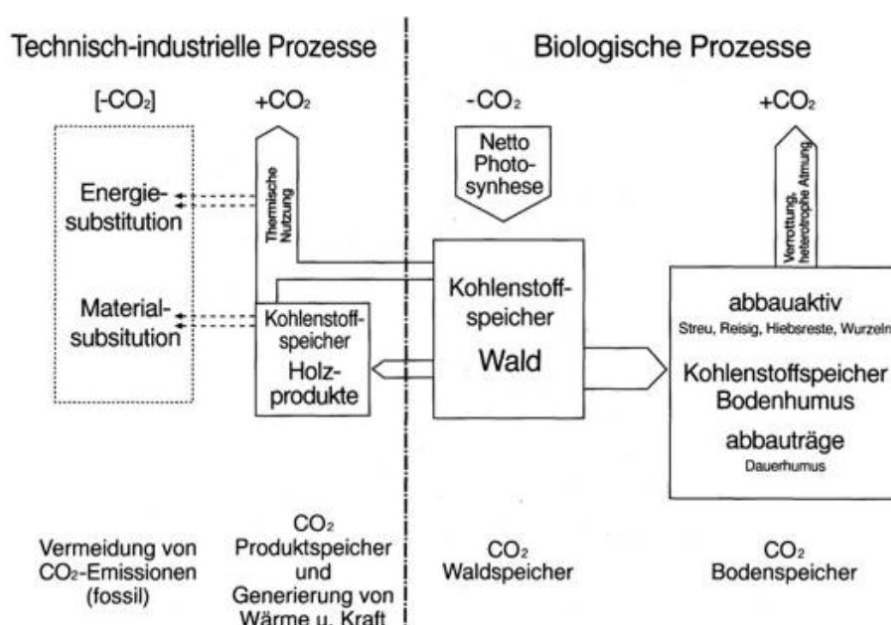 Technisch-industrielle Prozesse
Biologische Prozesse
[-CO₂]
+CO₂
-CO₂
+CO₂
Energie-
substitution
Material-
subsitution
Thermische
Nutzung
Kohlenstoff-
speicher
Holz-
produkte
Netto
Photo-
synhese
Kohlenstoff-
speicher
Wald
Verrottung,
heterotrophe Atmung
abbauaktiv
Streu, Reisig, Hiebsreste, Wurzeln
Kohlenstoffspeicher
Bodenhumus
abbauträge
Dauerhumus
Vermeidung von
CO₂-Emissionen
(fossil)
CO₂
Produktspeicher
und
Generierung von
Wärme u. Kraft
CO₂
Waldspeicher
CO₂
Bodenspeicher